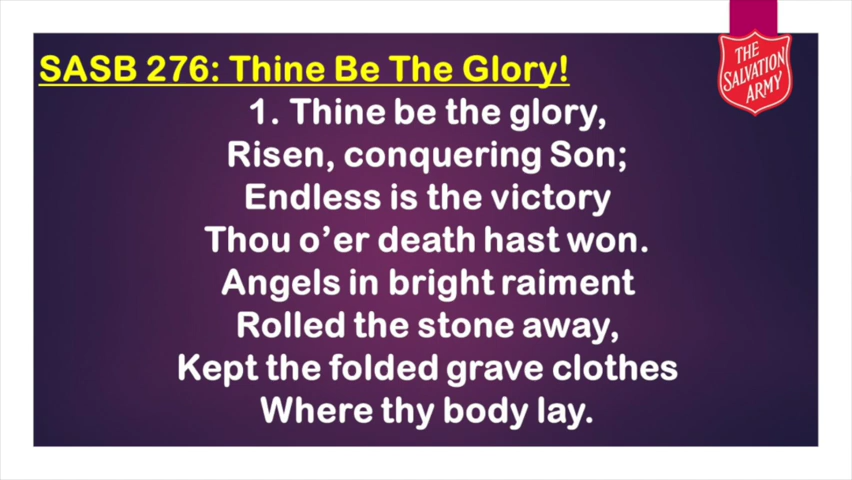 SASB 276: Thine Be The Glory!
THE
SALVATION
ARMY
1. Thine be the glory,
Risen, conquering Son;
Endless is the victory
Thou o’er death hast won.
Angels in bright raiment
Rolled the stone away,
Kept the folded grave clothes
Where thy body lay.